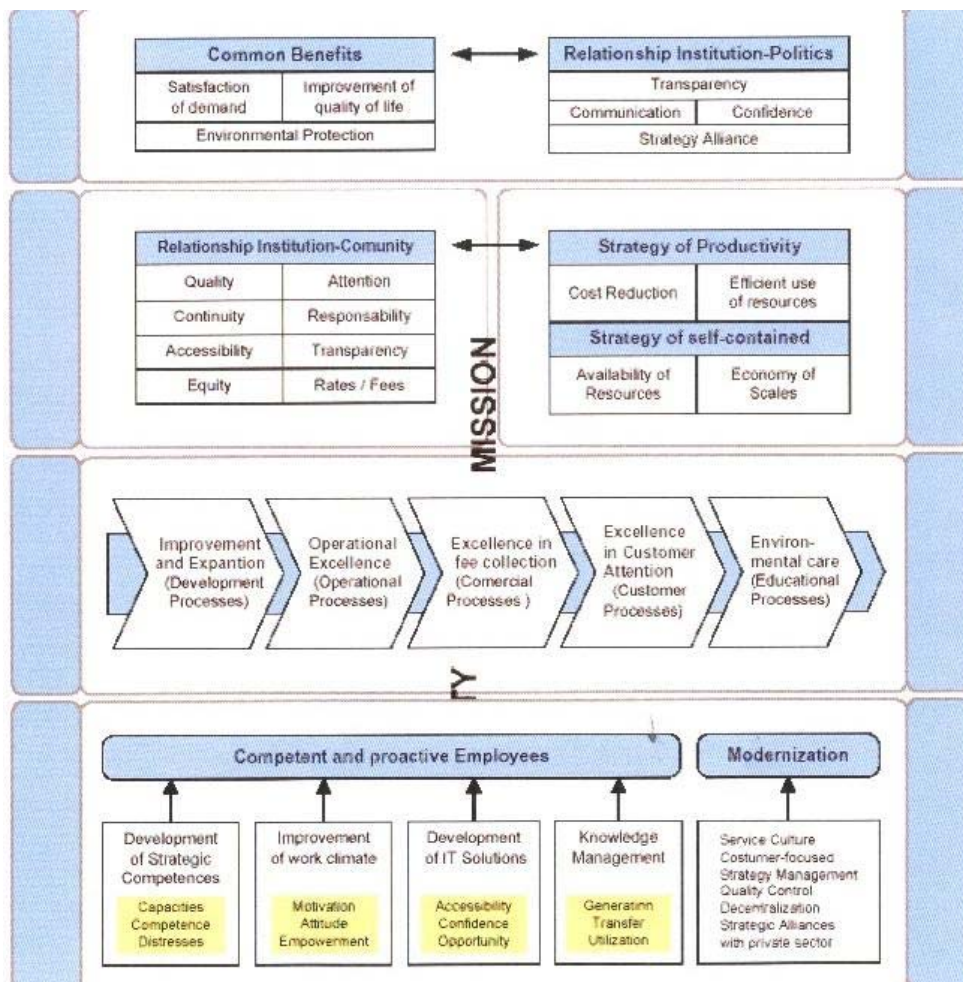 Common Benefits
Satisfaction
of demand
Improvement of
quality of life
Environmental Protection
Relationship Institution-Politics
Transparency
Communication
Confidence
Strategy Alliance
Relationship Institution-Comunity
Quality
Attention
Continuity
Responsability
Accessibility
Transparency
Equity
Rates / Fees
Strategy of Productivity
Cost Reduction
Efficient use
of resources
Strategy of self-contained
Availability of
Resources
Economy of
Scales
MISSION
Improvement
and Expantion
(Development
Processes)
Operational
Excellence
(Operational
Processes)
Excellence in
fee collection
(Comercial
Processes )
Excellence
in Customer
Attention
(Customer
Processes)
Environ-
mental care
(Educational
Processes)
TY
Competent and proactive Employees
Modernization
Development
of Strategic
Competences
Capacities
Competence
Distresses
Improvement
of work climate
Motivation
Attitude
Empowerment
Development
of IT Solutions
Accessibility
Confidence
Opportunity
Knowledge
Management
Generation
Transfer
Utilization
Service Culture
Costumer-focused
Strategy Management
Quality Control
Decentralization
Strategic Alliances
with private sector